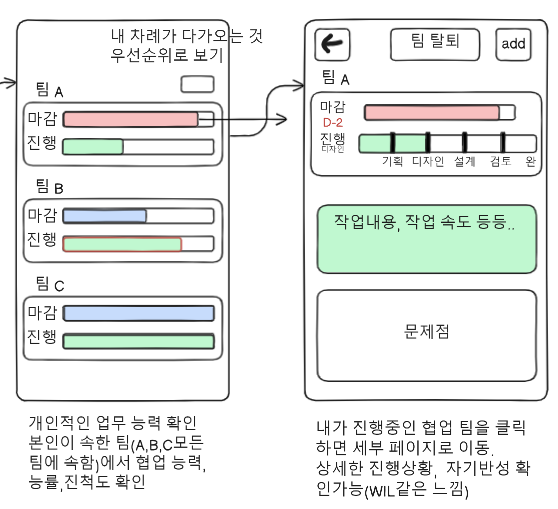 내 차례가 다가오는 것
우선순위로 보기
팀 A
마감
진행
팀 B
마감
진행
팀 C
마감
진행
개인적인 업무 능력 확인
본인이 속한 팀(A,B,C모든
팀에 속함)에서 협업 능력,
능률,진척도 확인
팀 탈퇴
add
팀 A
마감
D-2
진행
디자인
기획 디자인 설계 검토 완
작업내용, 작업 속도 등등..
문제점
내가 진행중인 협업 팀을 클릭
하면 세부 페이지로 이동.
상세한 진행상황, 자기반성 확
인가능(WIL같은 느낌)